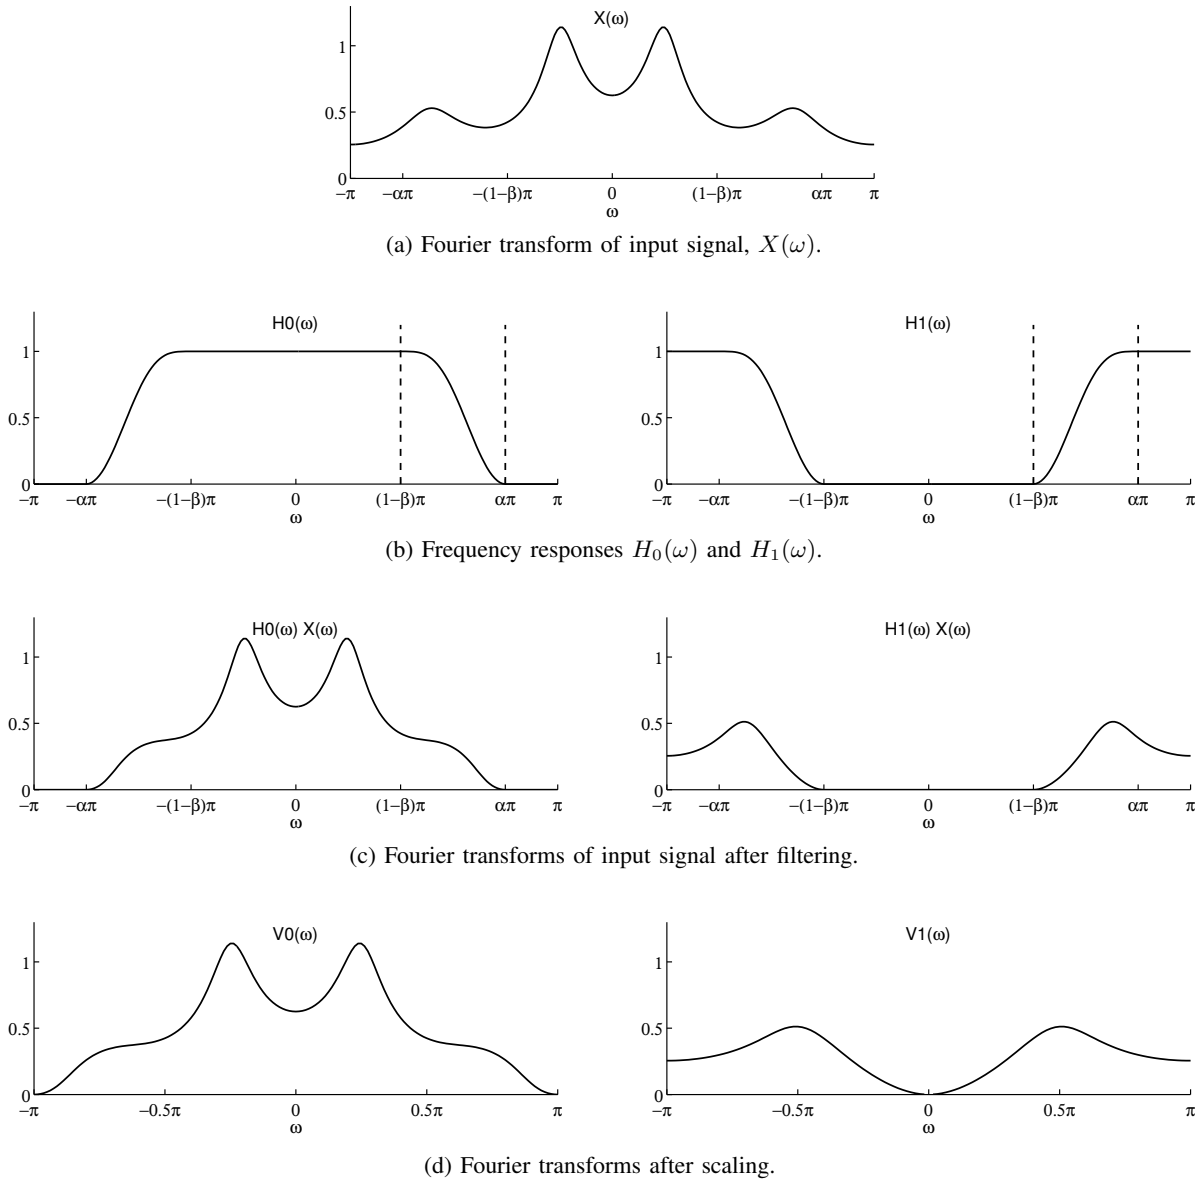 X(ω)
1
0.5
0
−π −απ −(1−β)π 0 (1−β)π απ π
ω
(a) Fourier transform of input signal, X(ω).
H0(ω) H1(ω)
1 1
0.5 0.5
0 0
−π −απ −(1−β)π 0 (1−β)π απ π −π −απ −(1−β)π 0 (1−β)π απ π
ω ω
(b) Frequency responses H₀(ω) and H₁(ω).
H0(ω) X(ω) H1(ω) X(ω)
1 1
0.5 0.5
0 0
−π −απ −(1−β)π 0 (1−β)π απ π −π −απ −(1−β)π 0 (1−β)π απ π
ω ω
(c) Fourier transforms of input signal after filtering.
V0(ω) V1(ω)
1 1
0.5 0.5
0 0
−π −0.5π 0 0.5π π −π −0.5π 0 0.5π π
ω ω
(d) Fourier transforms after scaling.